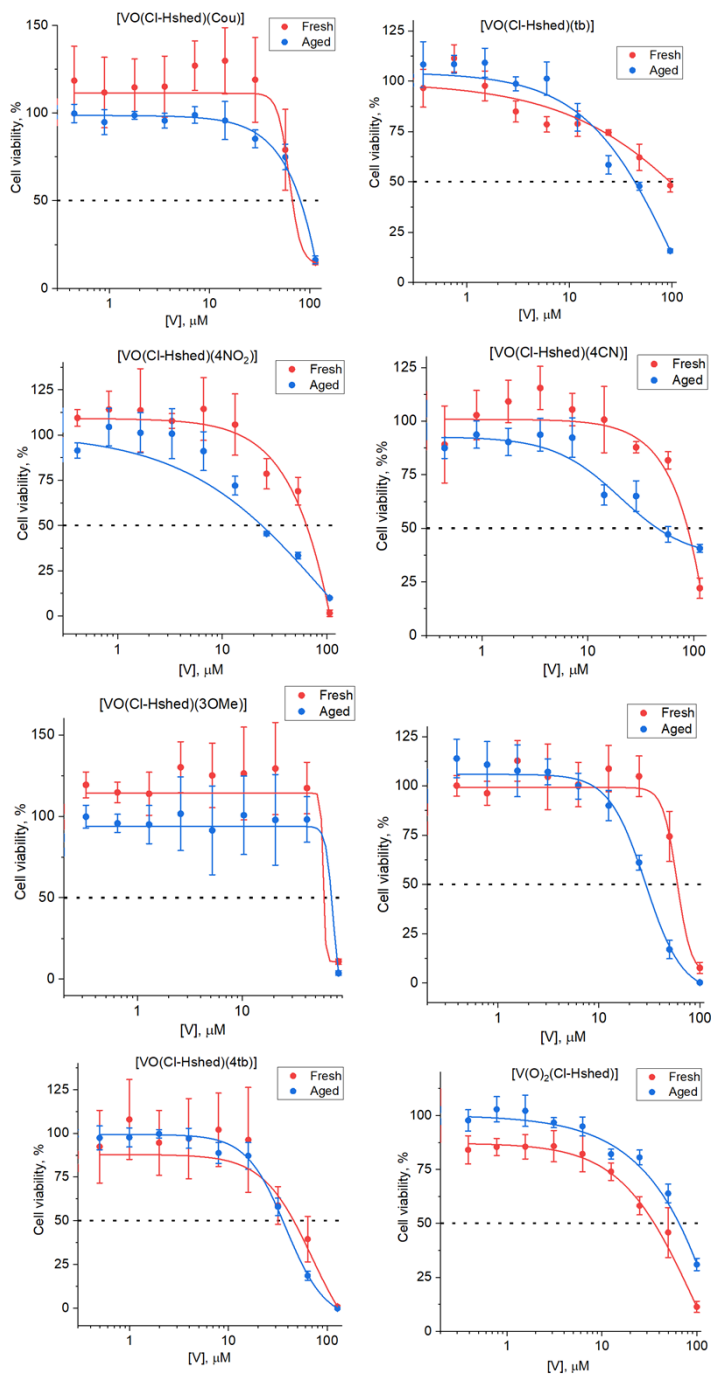 [VO(Cl-Hshed)(Cou)]
Fresh
Aged
Cell viability, %
150
125
100
75
50
25
0
1
10
100
[V], μM
[VO(Cl-Hshed)(tb)]
Fresh
Aged
Cell viability, %
125
100
75
50
25
0
1
10
100
[V], μM
[VO(Cl-Hshed)(4NO₂)]
Fresh
Aged
Cell viability, %
125
100
75
50
25
0
1
10
100
[V], μM
[VO(Cl-Hshed)(4CN)]
Fresh
Aged
Cell viability, %%
125
100
75
50
25
0
1
10
100
[V], μM
[VO(Cl-Hshed)(3OMe)]
Fresh
Aged
Cell viability, %
150
100
50
0
1
10
[V], μM
Fresh
Aged
Cell viability, %
125
100
75
50
25
0
1
10
100
[V], μM
[VO(Cl-Hshed)(4tb)]
Fresh
Aged
Cell viability, %
125
100
75
50
25
0
1
10
100
[V], μM
[V(O)₂(Cl-Hshed)]
Fresh
Aged
Cell viability, %
100
75
50
25
0
1
10
100
[V], μM